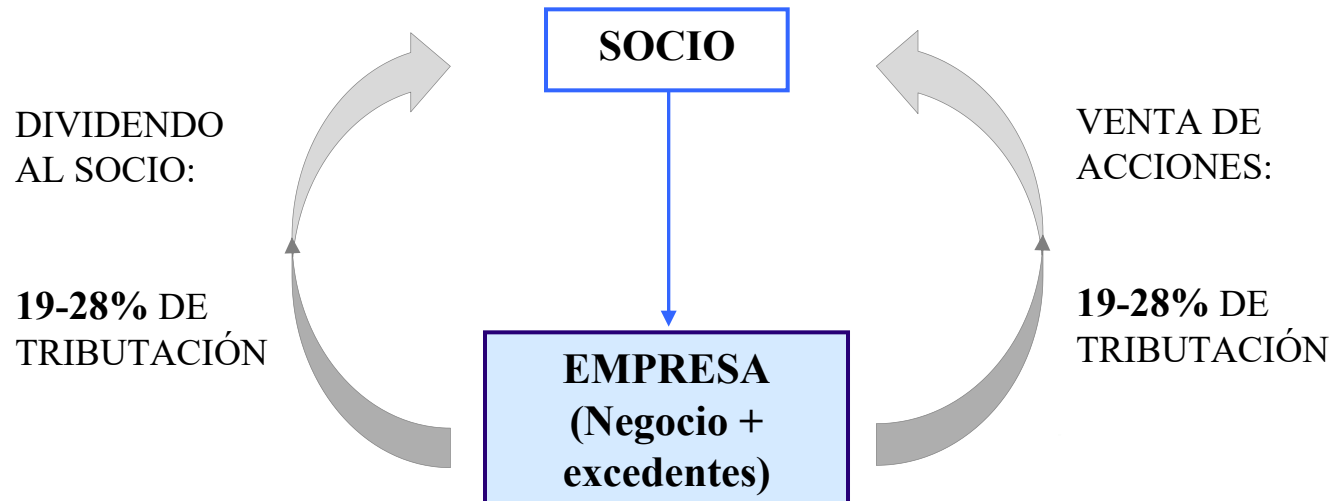 SOCIO
DIVIDENDO
AL SOCIO:
19-28% DE
TRIBUTACIÓN
VENTA DE
ACCIONES:
19-28% DE
TRIBUTACIÓN
EMPRESA
(Negocio +
excedentes)